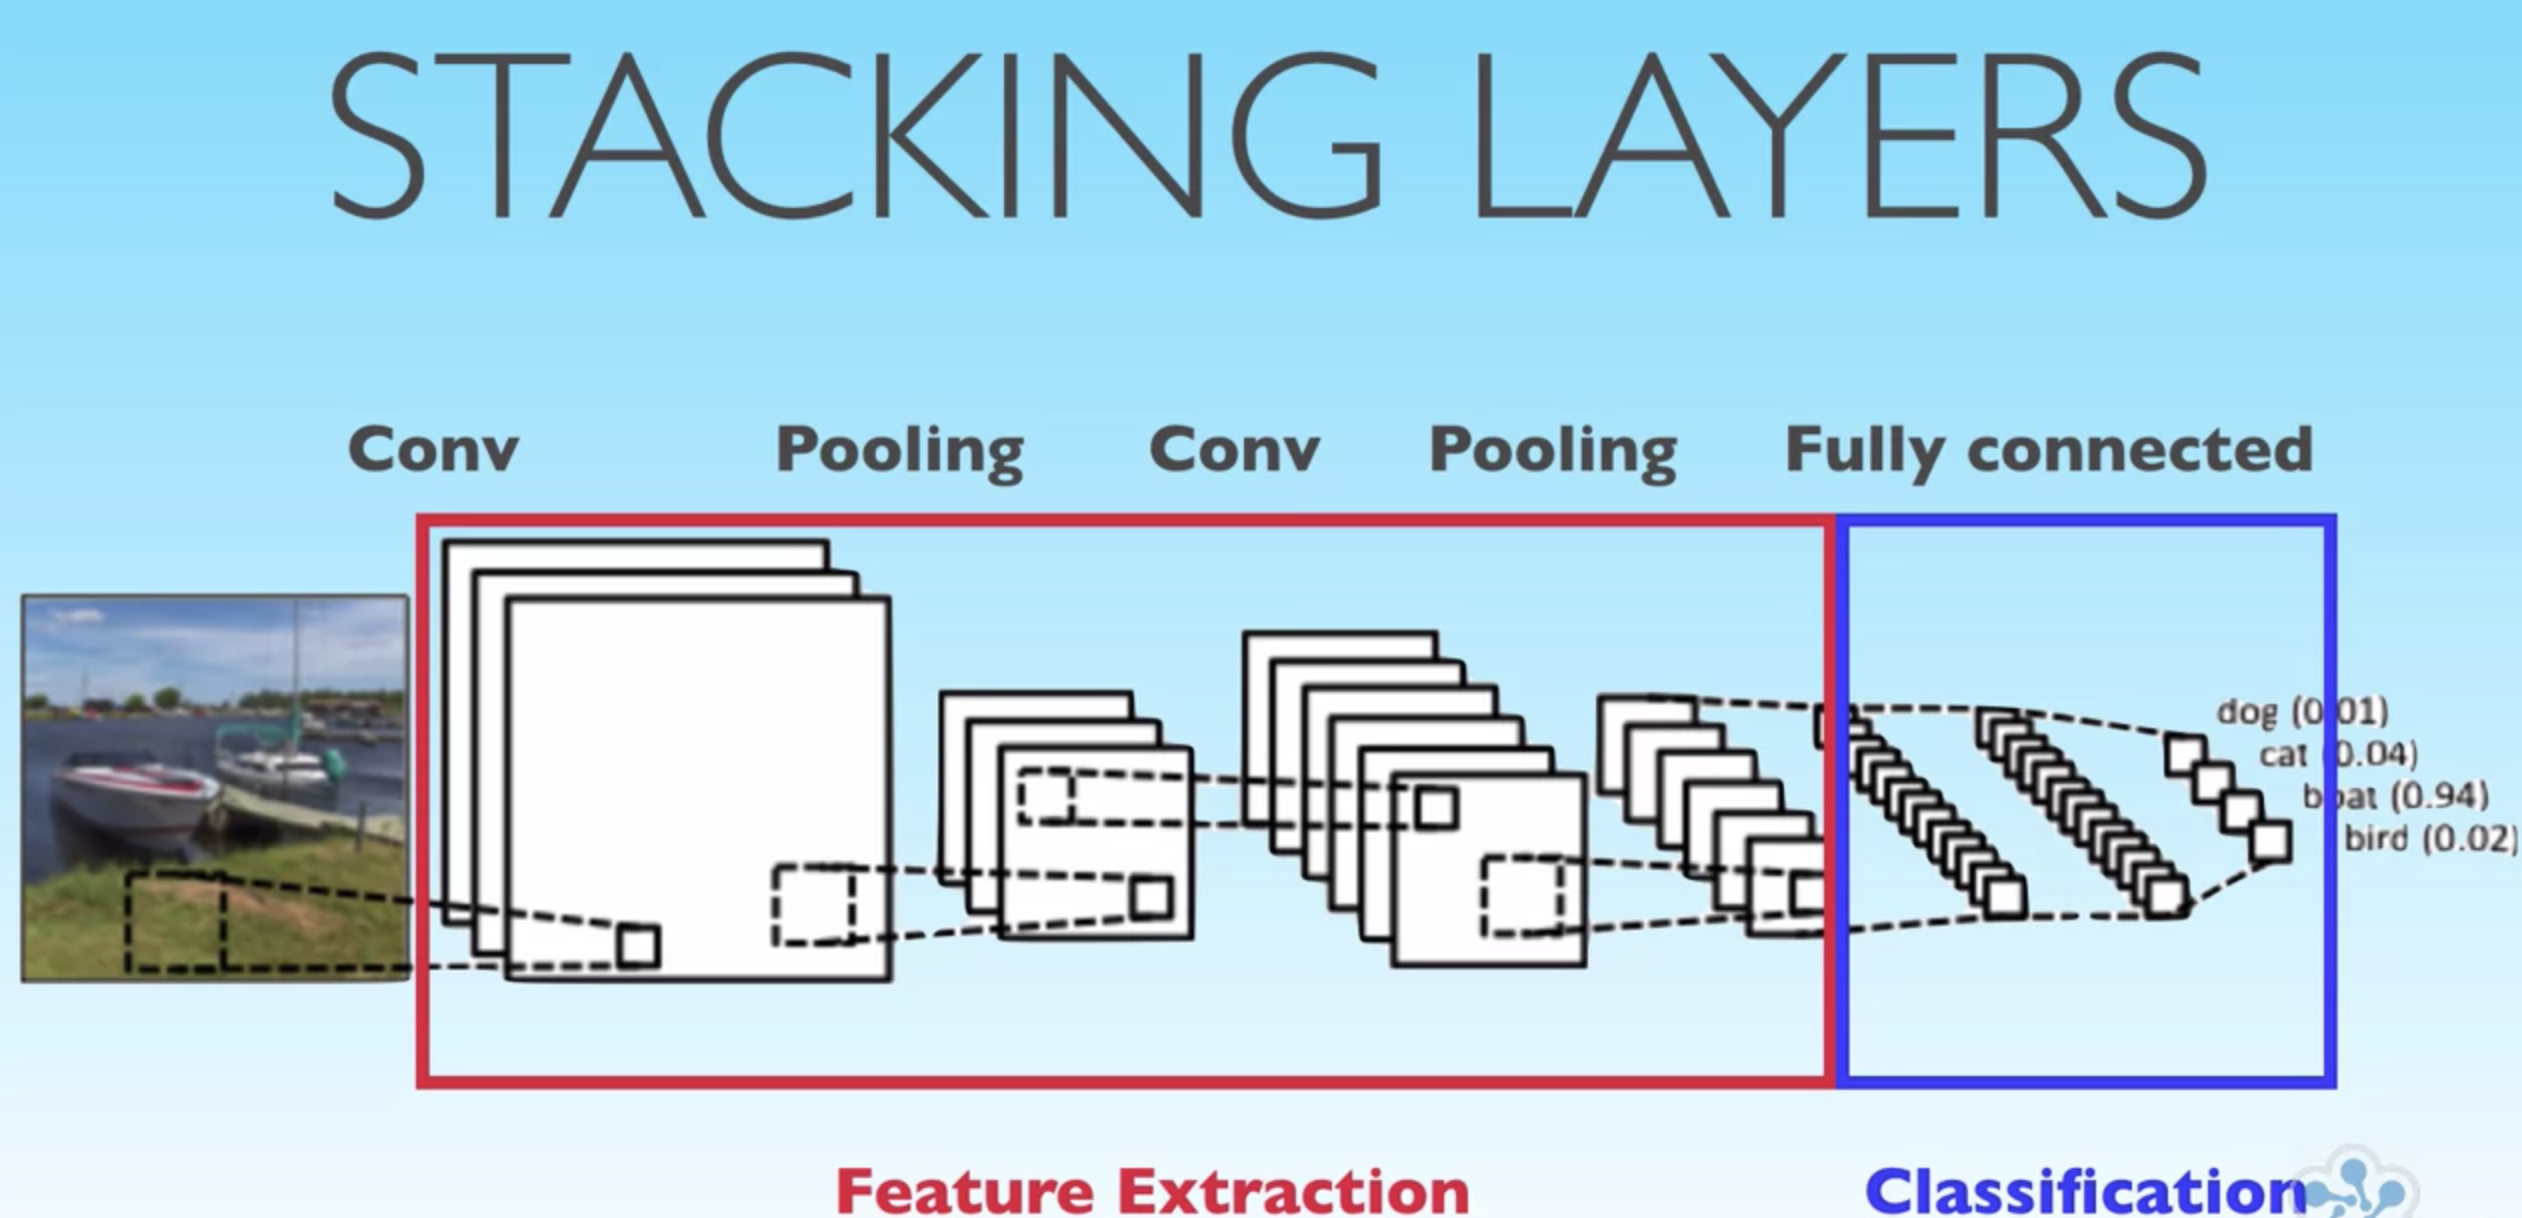 STACKING LAYERS
Conv Pooling Conv Pooling Fully connected
dog (0.01)
cat (0.04)
boat (0.94)
bird (0.02)
Feature Extraction Classification